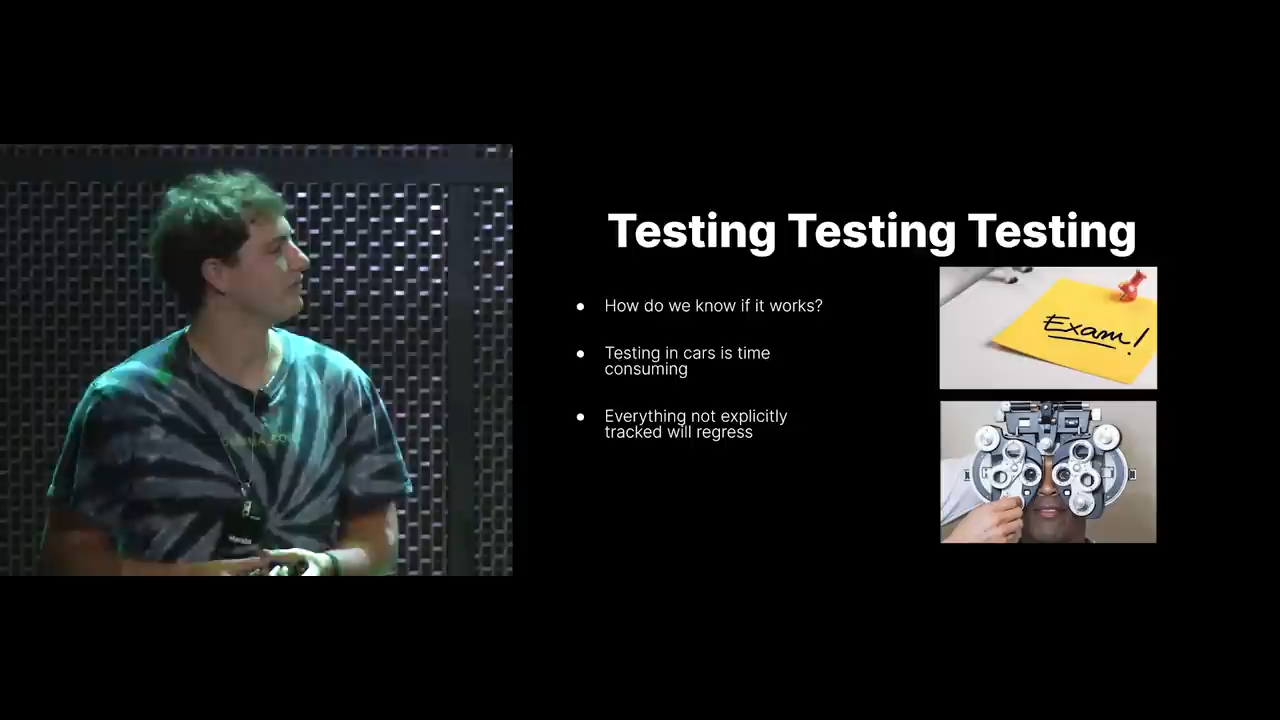 Testing Testing Testing
How do we know if it works?
Testing in cars is time
consuming
Everything not explicitly
tracked will regress
Exam!